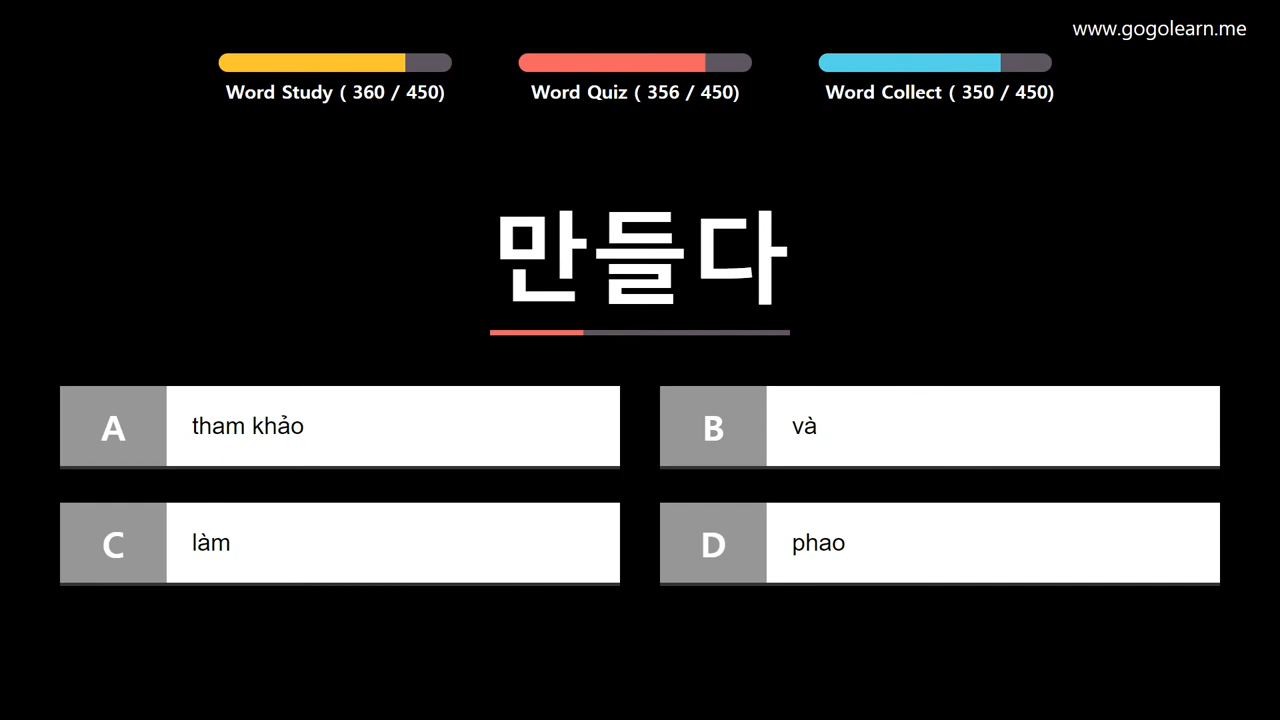 www.gogolearn.me
Word Study ( 360 / 450)
Word Quiz ( 356 / 450)
Word Collect ( 350 / 450)
만들다
A tham khảo
B và
C làm
D phao